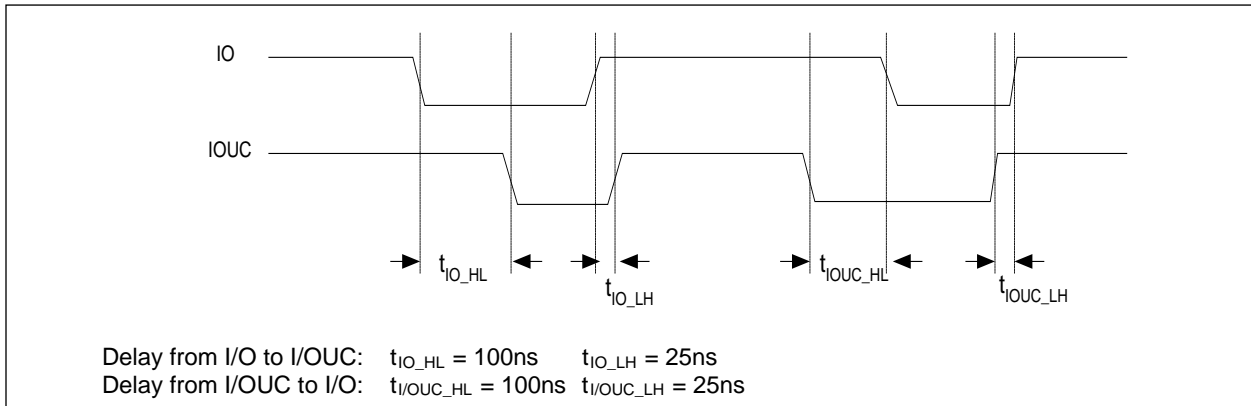 IO
IOUC
tIO_HL
tIO_LH
tIOUC_HL
tIOUC_LH
Delay from I/O to I/OUC: tIO_HL = 100ns tIO_LH = 25ns
Delay from I/OUC to I/O: tI/OUC_HL = 100ns tI/OUC_LH = 25ns